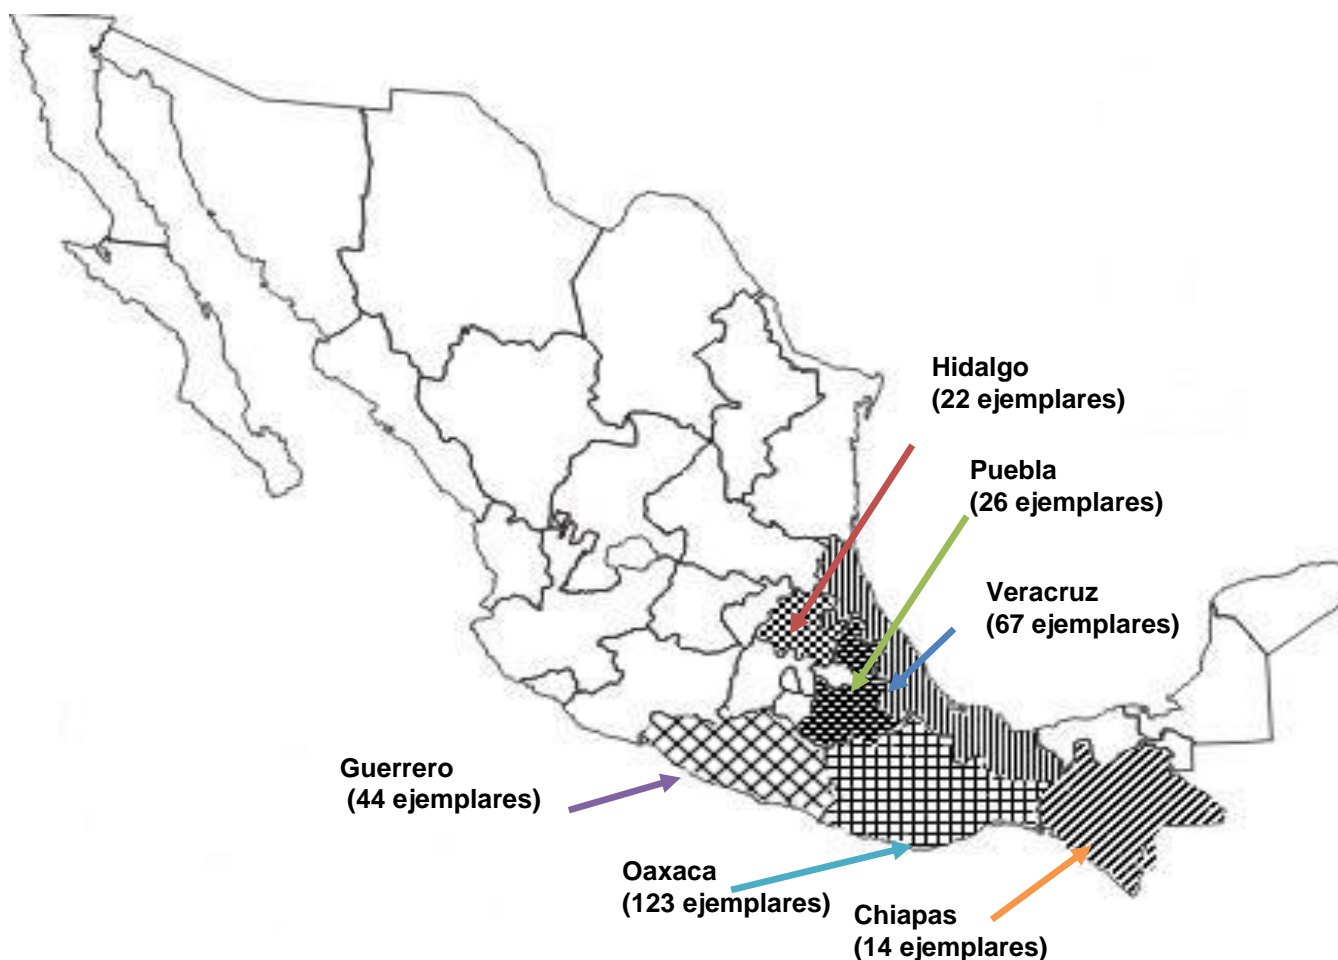 Hidalgo
(22 ejemplares)
Puebla
(26 ejemplares)
Veracruz
(67 ejemplares)
Guerrero
(44 ejemplares)
Oaxaca
(123 ejemplares)
Chiapas
(14 ejemplares)